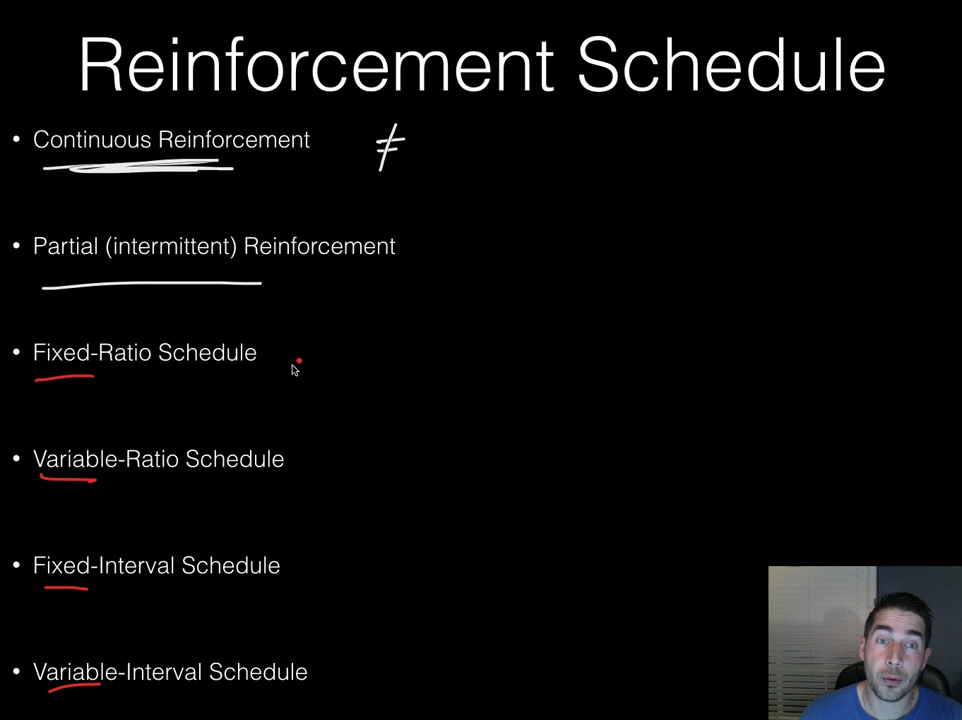 Reinforcement Schedule
• Continuous Reinforcement ≠
• Partial (intermittent) Reinforcement
• Fixed-Ratio Schedule
• Variable-Ratio Schedule
• Fixed-Interval Schedule
• Variable-Interval Schedule